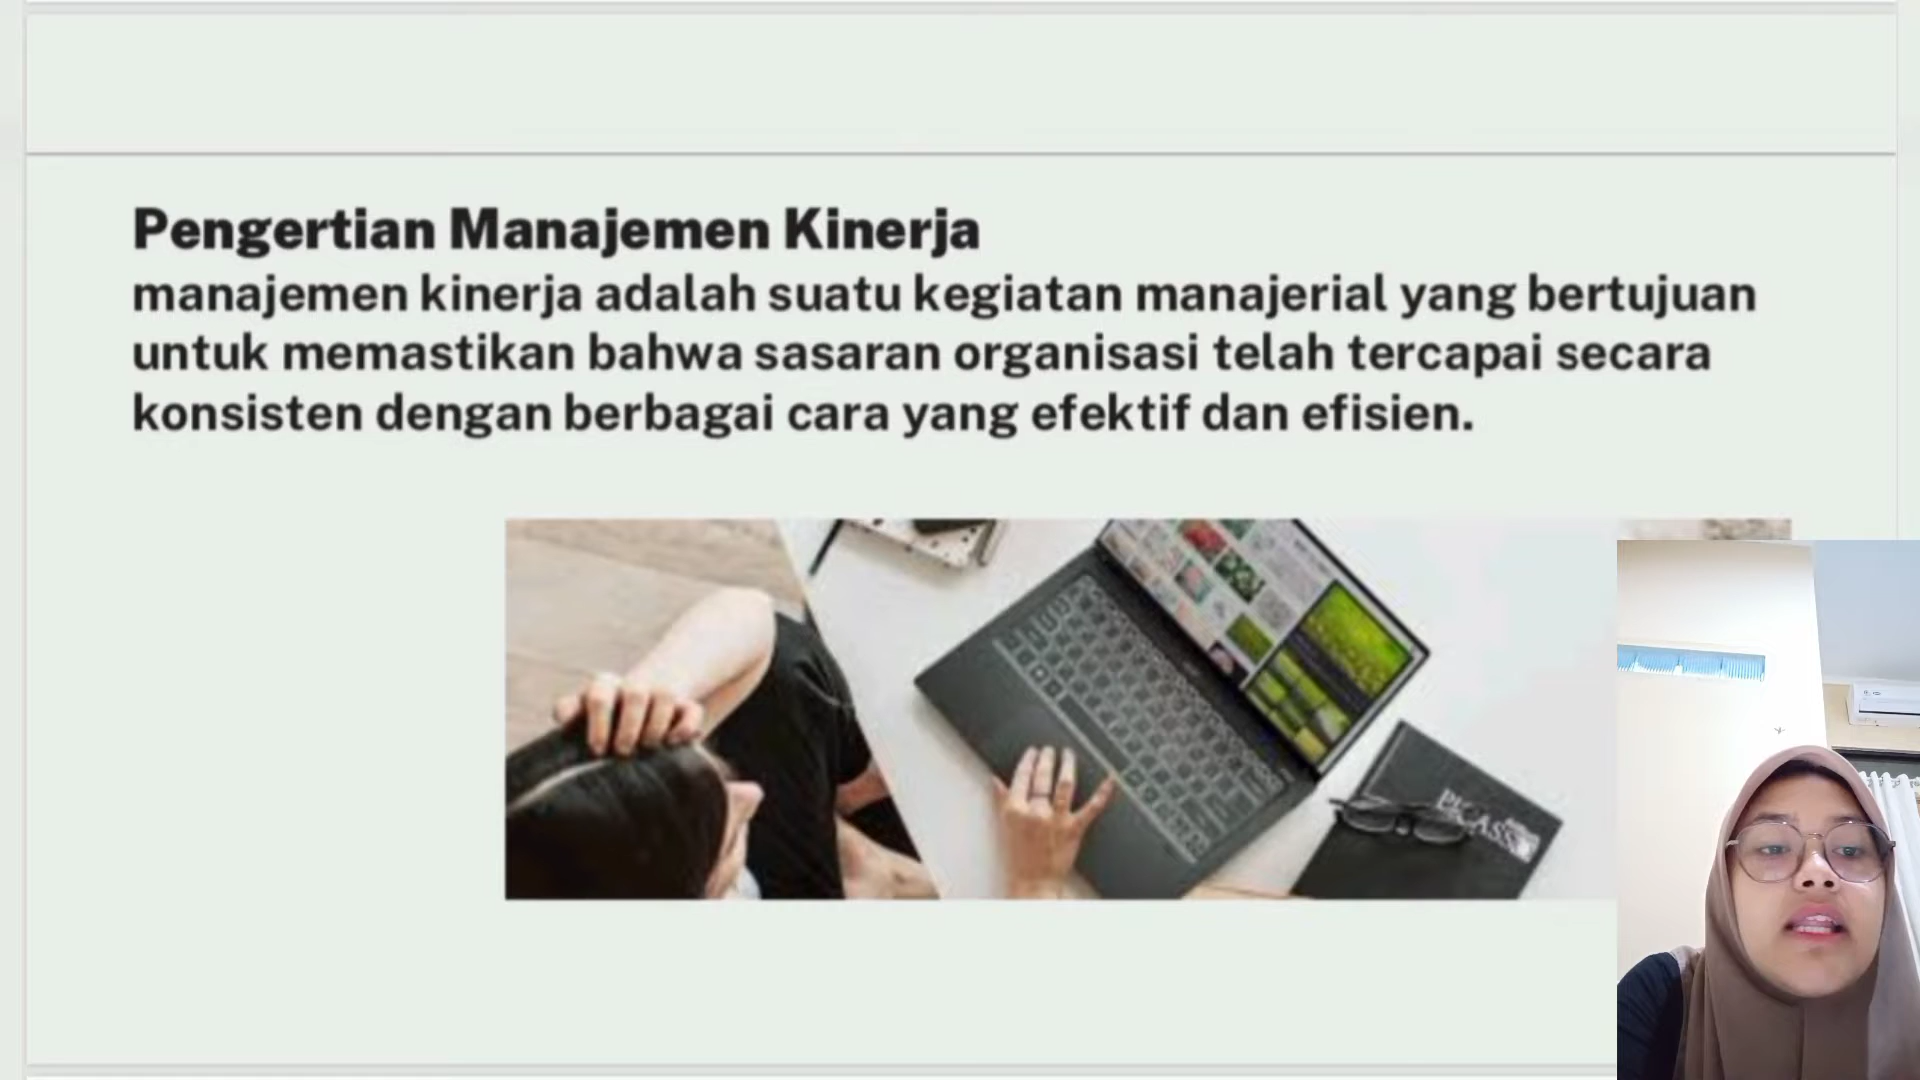 Pengertian Manajemen Kinerja
manajemen kinerja adalah suatu kegiatan manajerial yang bertujuan
untuk memastikan bahwa sasaran organisasi telah tercapai secara
konsisten dengan berbagai cara yang efektif dan efisien.
PICASSO